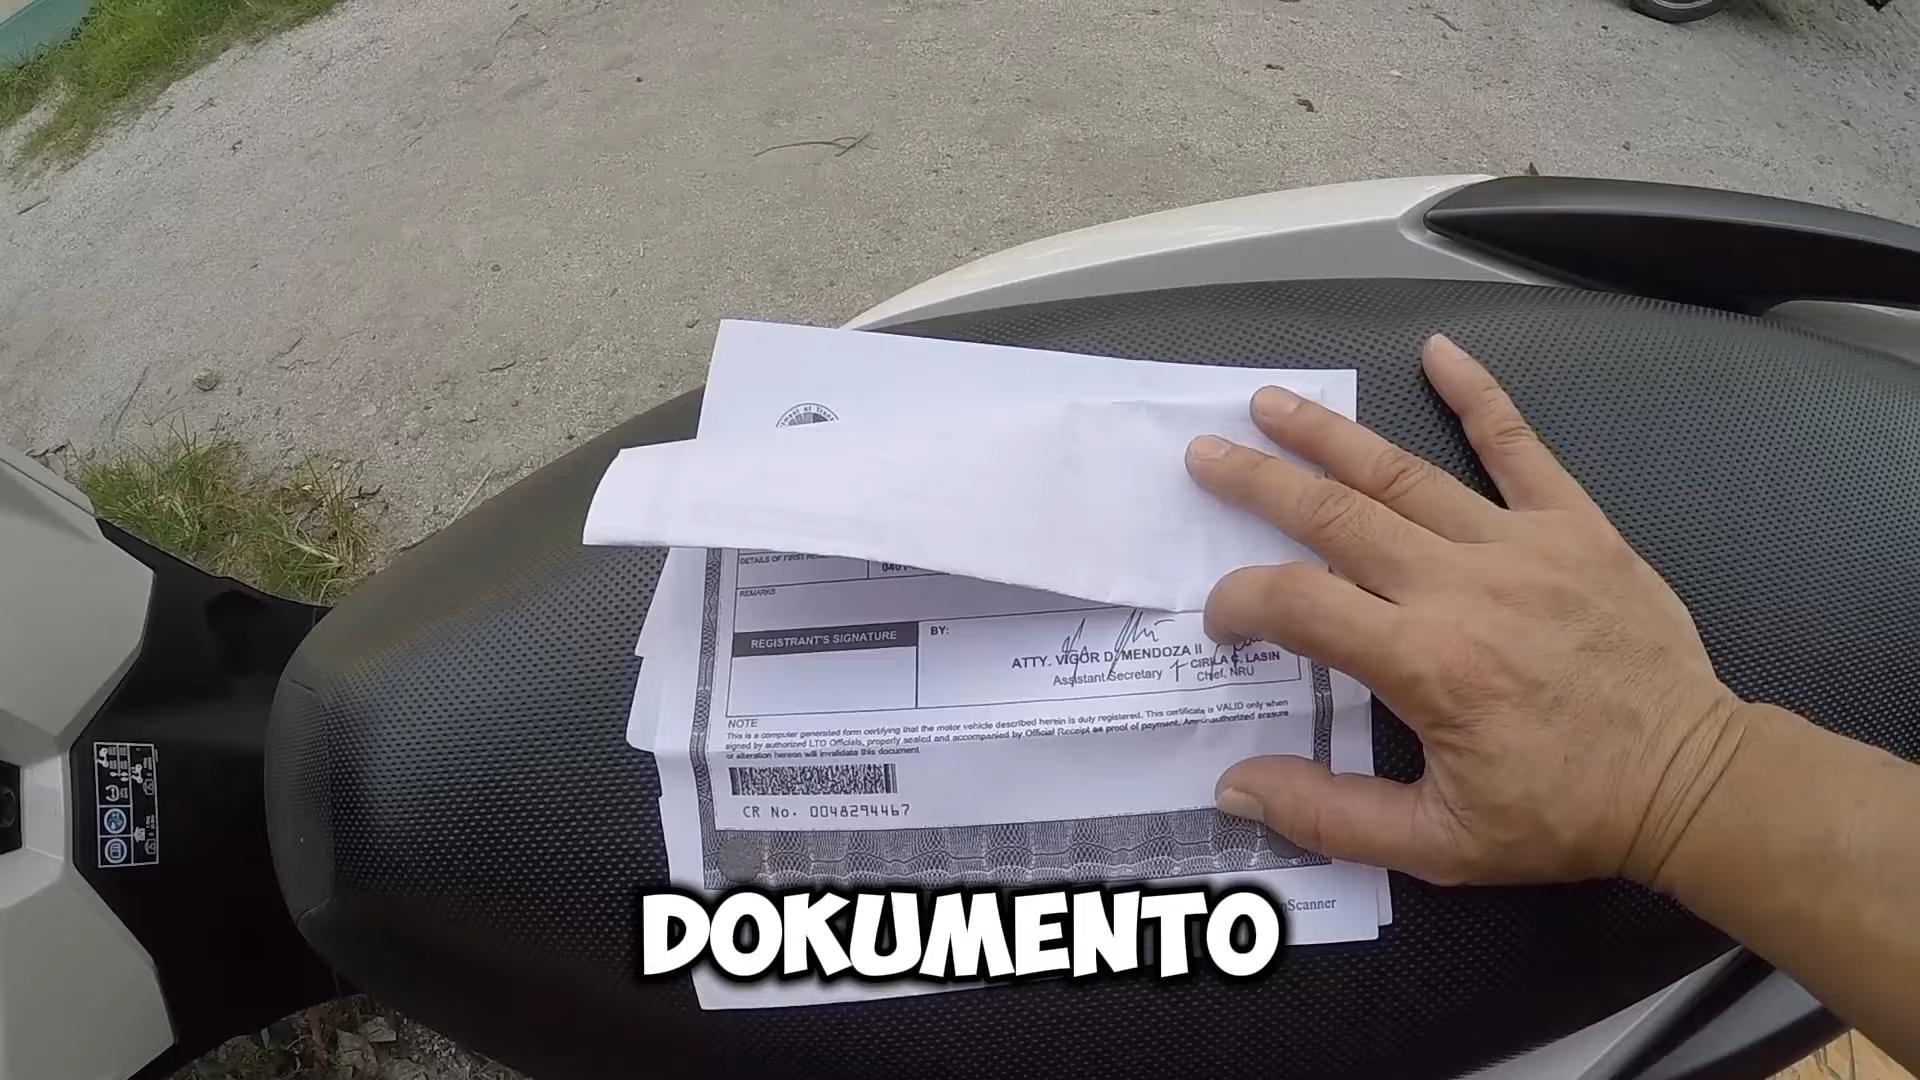 DETAILS OF FIRST
0401
REMARKS
REGISTRANT'S SIGNATURE
BY:
ATTY. VIGOR D. MENDOZA II
Assistant Secretary
CIRILA C. LASIN
Chief, NRU
NOTE
This is a computer generated form certifying that the motor vehicle described herein is duly registered. This certificate is VALID only when
signed by authorized LTO Officials, properly sealed and accompanied by Official Receipt as proof of payment. Any unauthorized erasure
or alteration hereon will invalidate this document
CR No. 0048294467
Scanner
DOKUMENTO